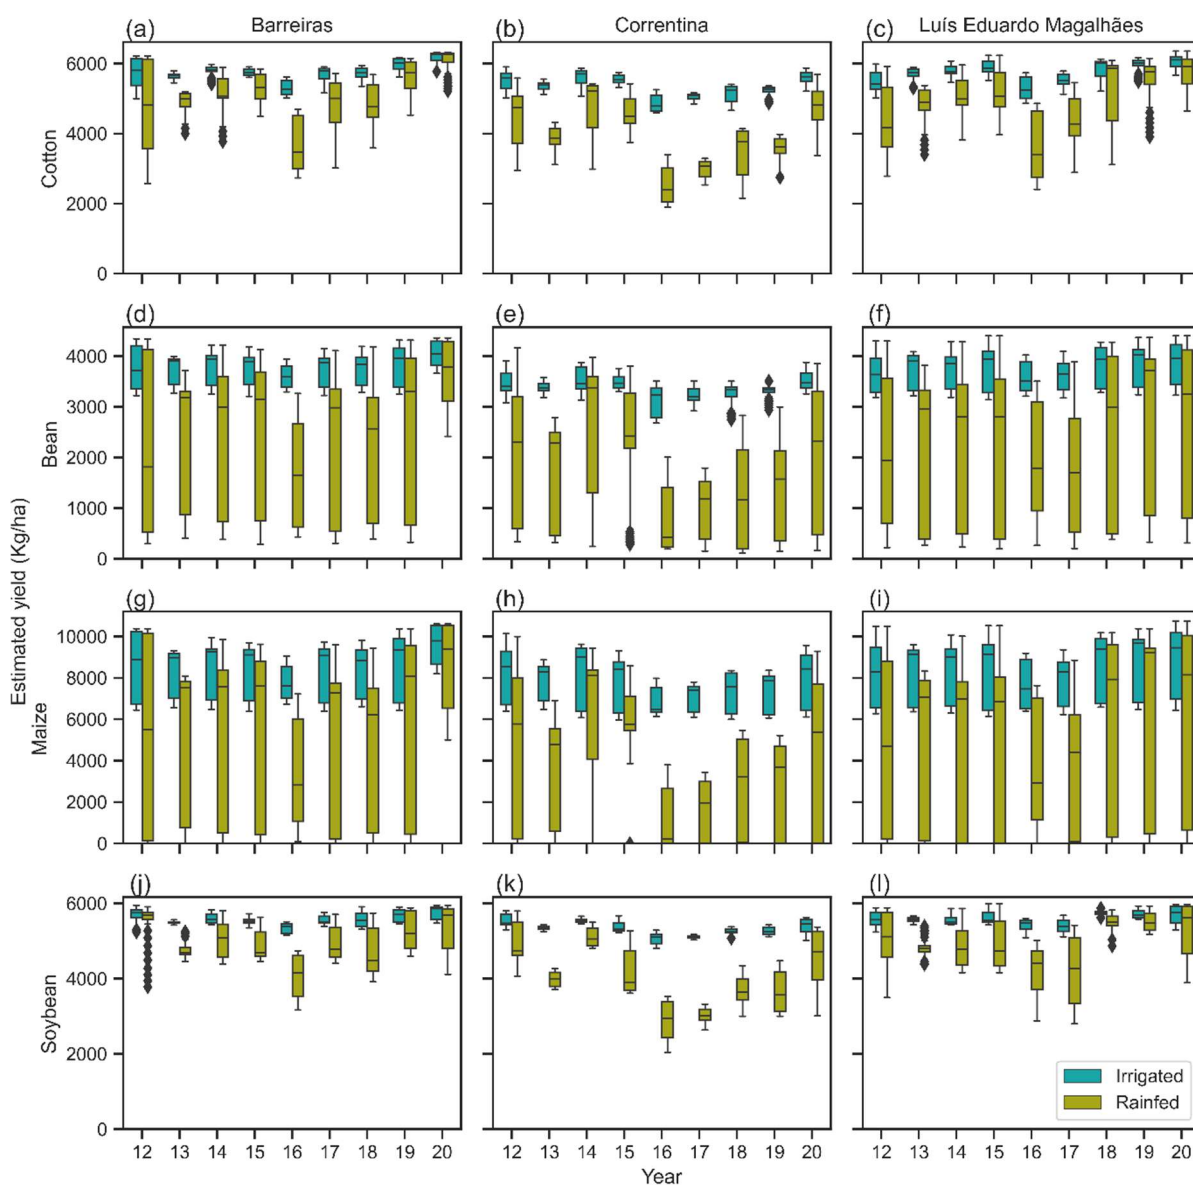 Barreiras
Correntina
Luís Eduardo Magalhães
(a)
(b)
(c)
6000
4000
2000
0
Cotton
(d)
(e)
(f)
4000
3000
2000
1000
0
Bean
Estimated yield (Kg/ha)
(g)
(h)
(i)
10000
8000
6000
4000
2000
0
Maize
(j)
(k)
(l)
6000
4000
2000
0
Soybean
Irrigated
Rainfed
12 13 14 15 16 17 18 19 20
12 13 14 15 16 17 18 19 20
12 13 14 15 16 17 18 19 20
Year